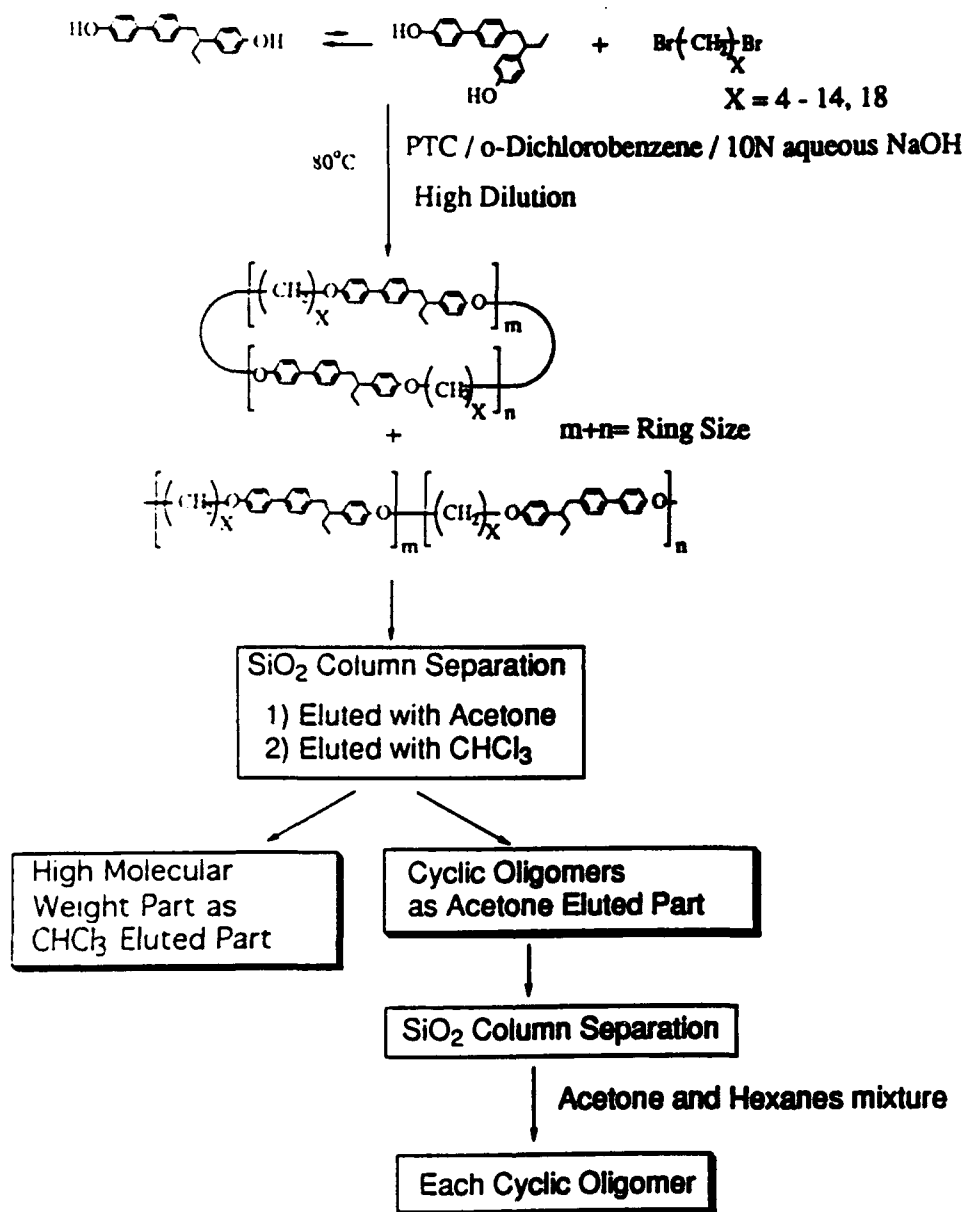 HO OH HO HO + Br(CH2)Br
X
X = 4 - 14, 18
80°C
PTC / o-Dichlorobenzene / 10N aqueous NaOH
High Dilution
(CH2) O O
X m
O O (CH2)
X n
+
m+n= Ring Size
(CH2) O O (CH2) O O
X m X n
SiO2 Column Separation
1) Eluted with Acetone
2) Eluted with CHCl3
High Molecular
Weight Part as
CHCl3 Eluted Part
Cyclic Oligomers
as Acetone Eluted Part
SiO2 Column Separation
Acetone and Hexanes mixture
Each Cyclic Oligomer